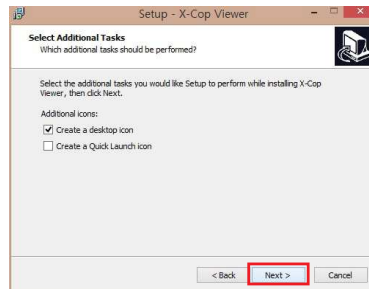 Setup - X-Cop Viewer
Select Additional Tasks
Which additional tasks should be performed?
Select the additional tasks you would like Setup to perform while installing X-Cop
Viewer, then click Next.
Additional icons:
Create a desktop icon
Create a Quick Launch icon
< Back
Next >
Cancel